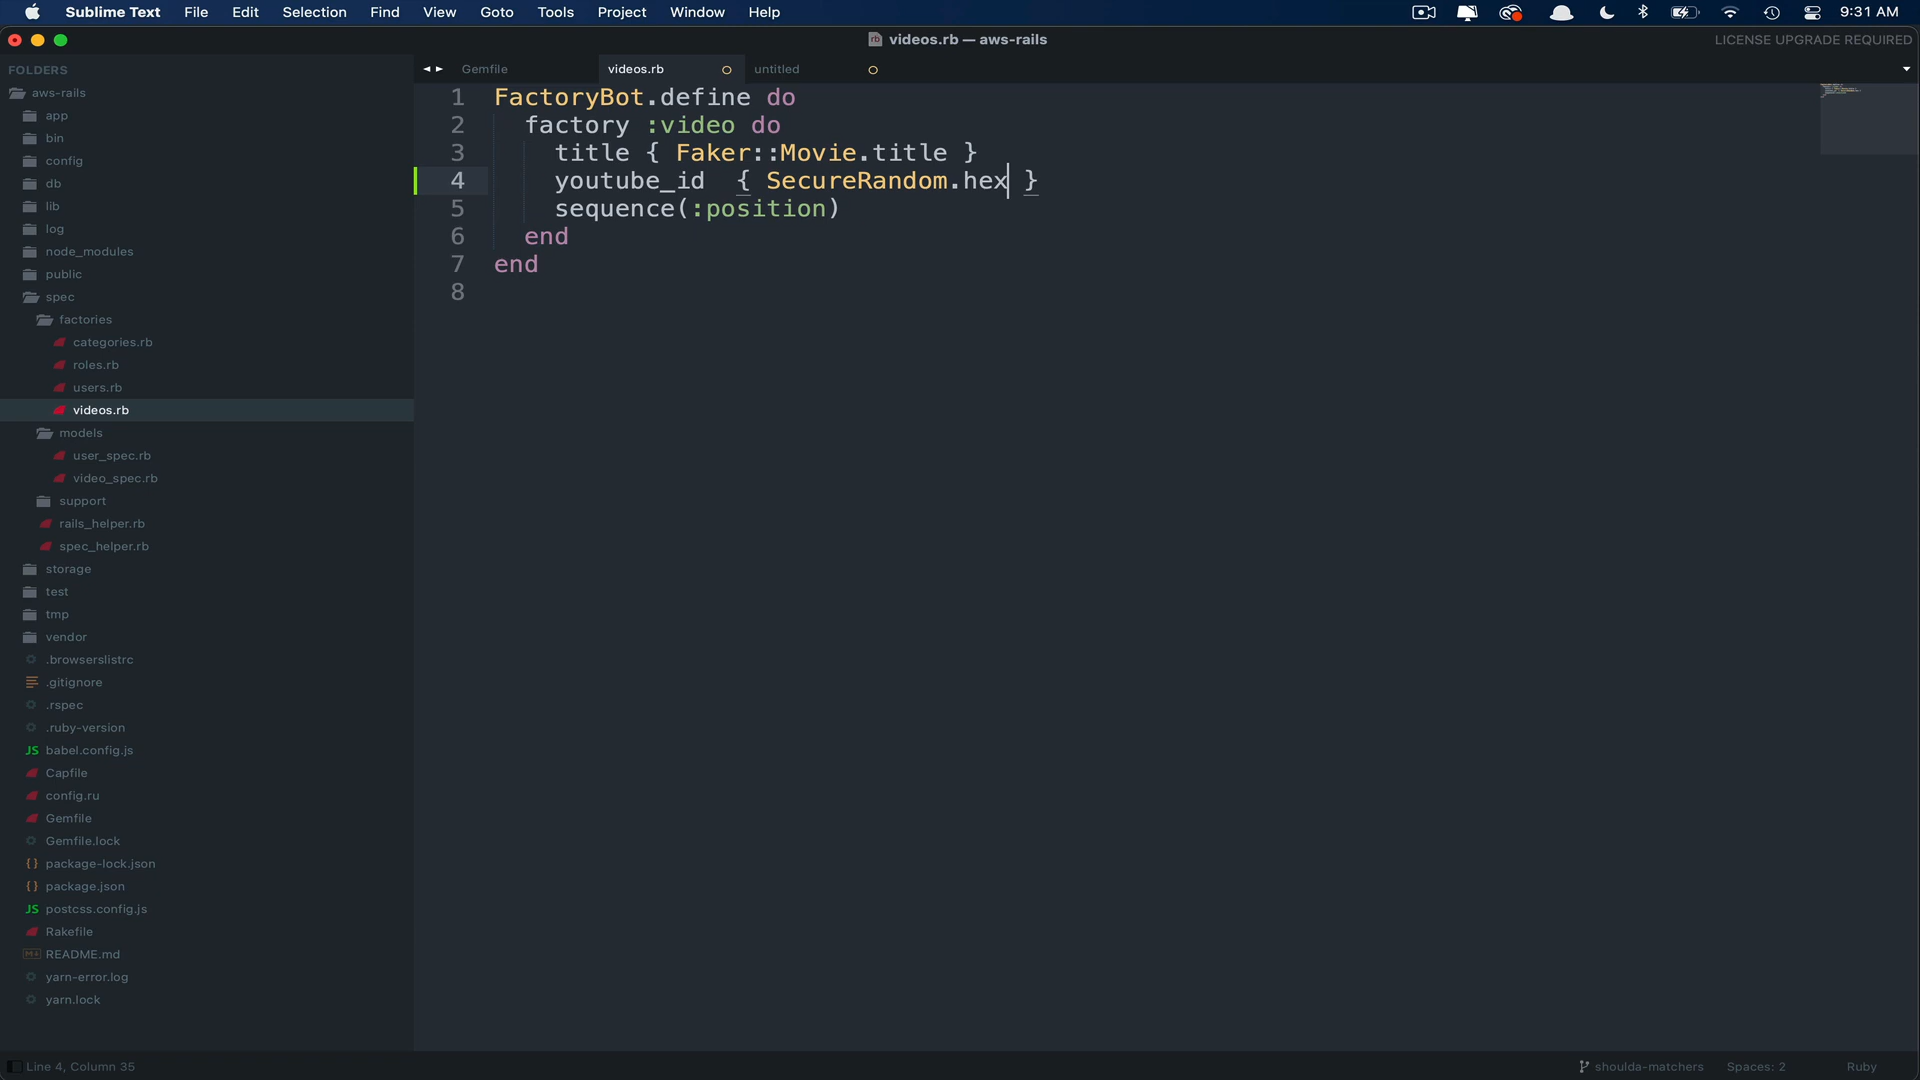 Sublime Text File Edit Selection Find View Goto Tools Project Window Help 9:31 AM
videos.rb — aws-rails LICENSE UPGRADE REQUIRED
FOLDERS
aws-rails
app
bin
config
db
lib
log
node_modules
public
spec
factories
categories.rb
roles.rb
users.rb
videos.rb
models
user_spec.rb
video_spec.rb
support
rails_helper.rb
spec_helper.rb
storage
test
tmp
vendor
.browserslistrc
.gitignore
.rspec
.ruby-version
JS babel.config.js
Capfile
config.ru
Gemfile
Gemfile.lock
{} package-lock.json
{} package.json
JS postcss.config.js
Rakefile
README.md
yarn-error.log
yarn.lock
Gemfile videos.rb untitled
1 FactoryBot.define do
2 factory :video do
3 title { Faker::Movie.title }
4 youtube_id  { SecureRandom.hex }
5 sequence(:position)
6 end
7 end
8
Line 4, Column 35 shoulda-matchers Spaces: 2 Ruby